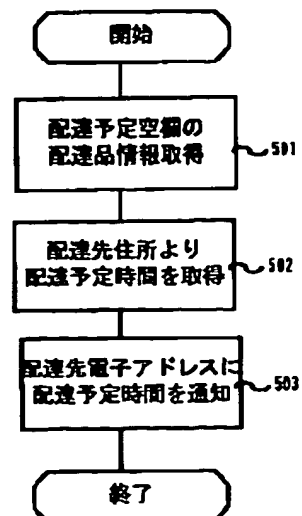 開始
配達予定空欄の
配達品情報取得
501
配達先住所より
配達予定時間を取得
502
配達先電子アドレスに
配達予定時間を通知
503
終了